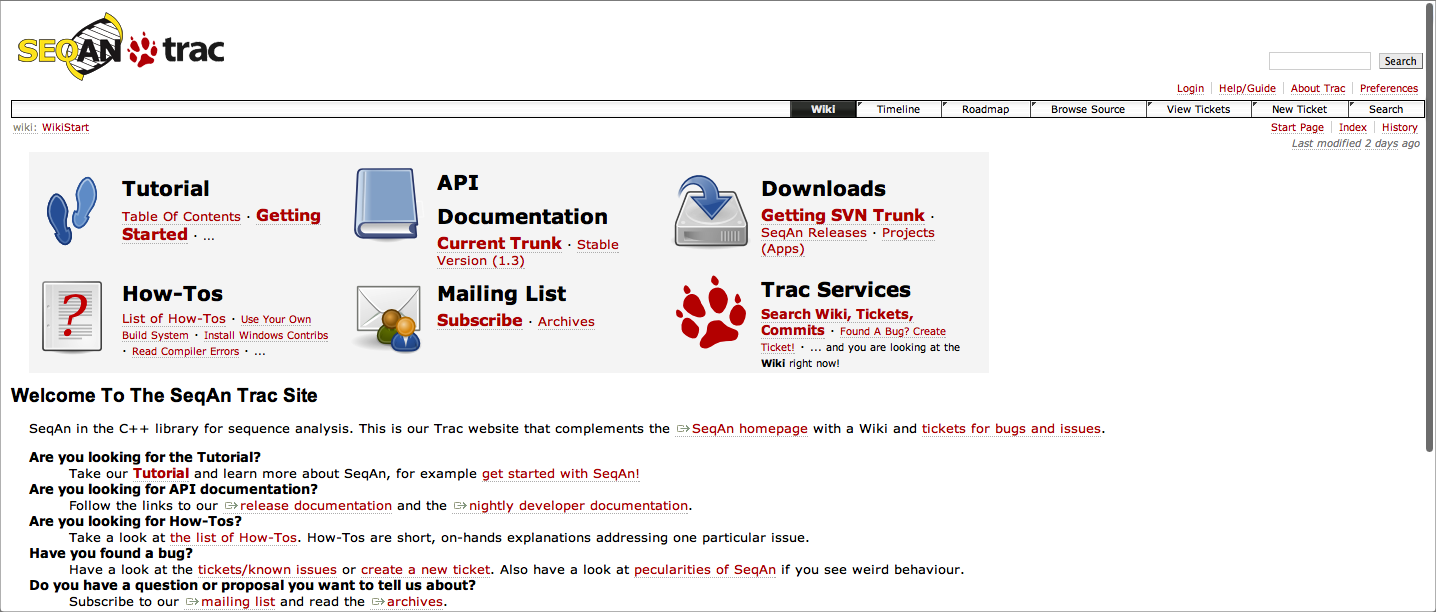 SEQAN trac
Search
Login Help/Guide About Trac Preferences
Wiki Timeline Roadmap Browse Source View Tickets New Ticket Search
wiki: WikiStart
Start Page Index History
Last modified 2 days ago
Tutorial
Table Of Contents · Getting
Started · ...
API
Documentation
Current Trunk · Stable
Version (1.3)
Downloads
Getting SVN Trunk ·
SeqAn Releases · Projects
(Apps)
?
How-Tos
List of How-Tos · Use Your Own
Build System · Install Windows Contribs
· Read Compiler Errors · ...
Mailing List
Subscribe · Archives
Trac Services
Search Wiki, Tickets,
Commits · Found A Bug? Create
Ticket! · ... and you are looking at the
Wiki right now!
Welcome To The SeqAn Trac Site
SeqAn in the C++ library for sequence analysis. This is our Trac website that complements the SeqAn homepage with a Wiki and tickets for bugs and issues.
Are you looking for the Tutorial?
Take our Tutorial and learn more about SeqAn, for example get started with SeqAn!
Are you looking for API documentation?
Follow the links to our release documentation and the nightly developer documentation.
Are you looking for How-Tos?
Take a look at the list of How-Tos. How-Tos are short, on-hands explanations addressing one particular issue.
Have you found a bug?
Have a look at the tickets/known issues or create a new ticket. Also have a look at pecularities of SeqAn if you see weird behaviour.
Do you have a question or proposal you want to tell us about?
Subscribe to our mailing list and read the archives.